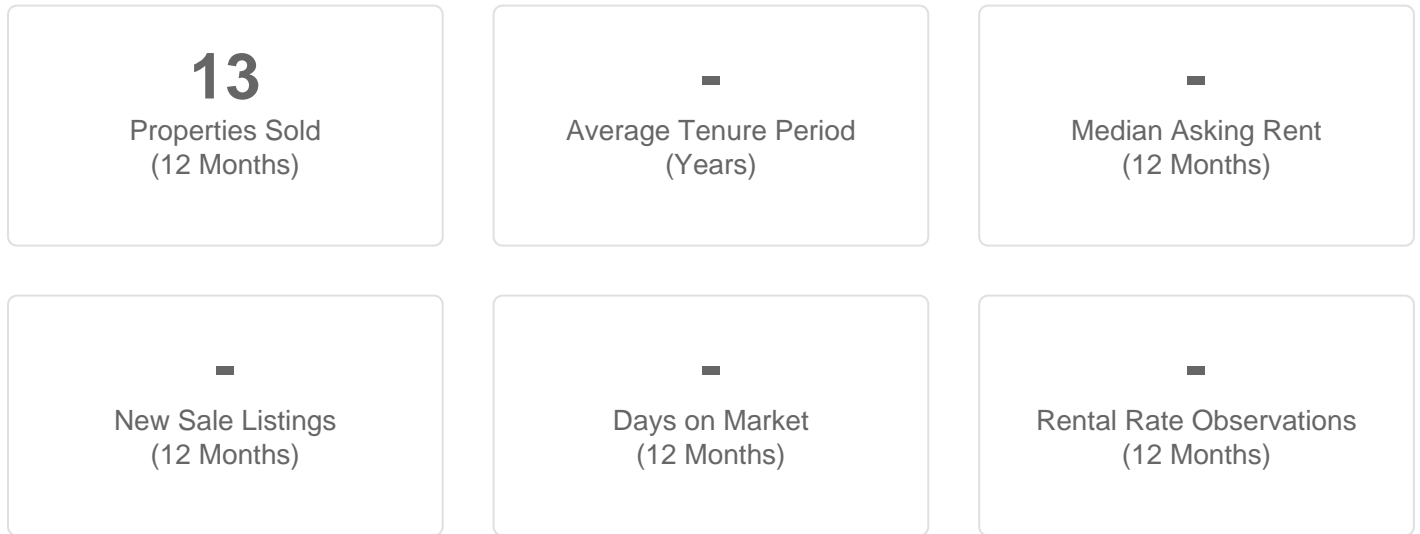 13
Properties Sold
(12 Months)
-
Average Tenure Period
(Years)
-
Median Asking Rent
(12 Months)
-
New Sale Listings
(12 Months)
-
Days on Market
(12 Months)
-
Rental Rate Observations
(12 Months)